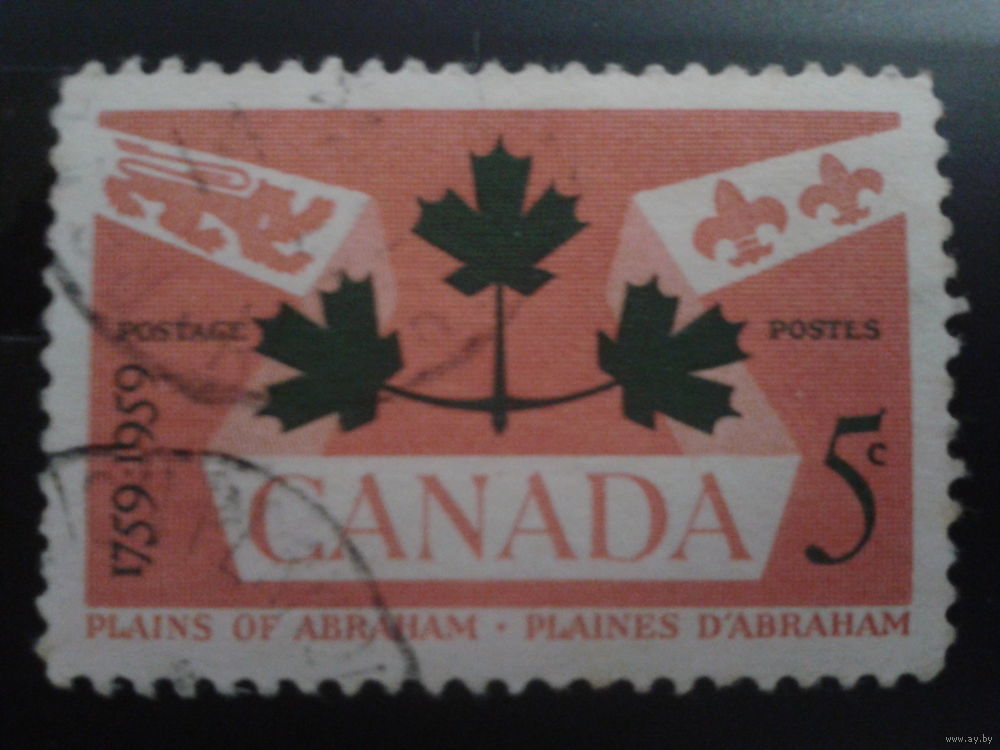 POSTAGE
POSTES
1759-1959
5c
CANADA
PLAINS OF ABRAHAM · PLAINES D'ABRAHAM
www.ay.by